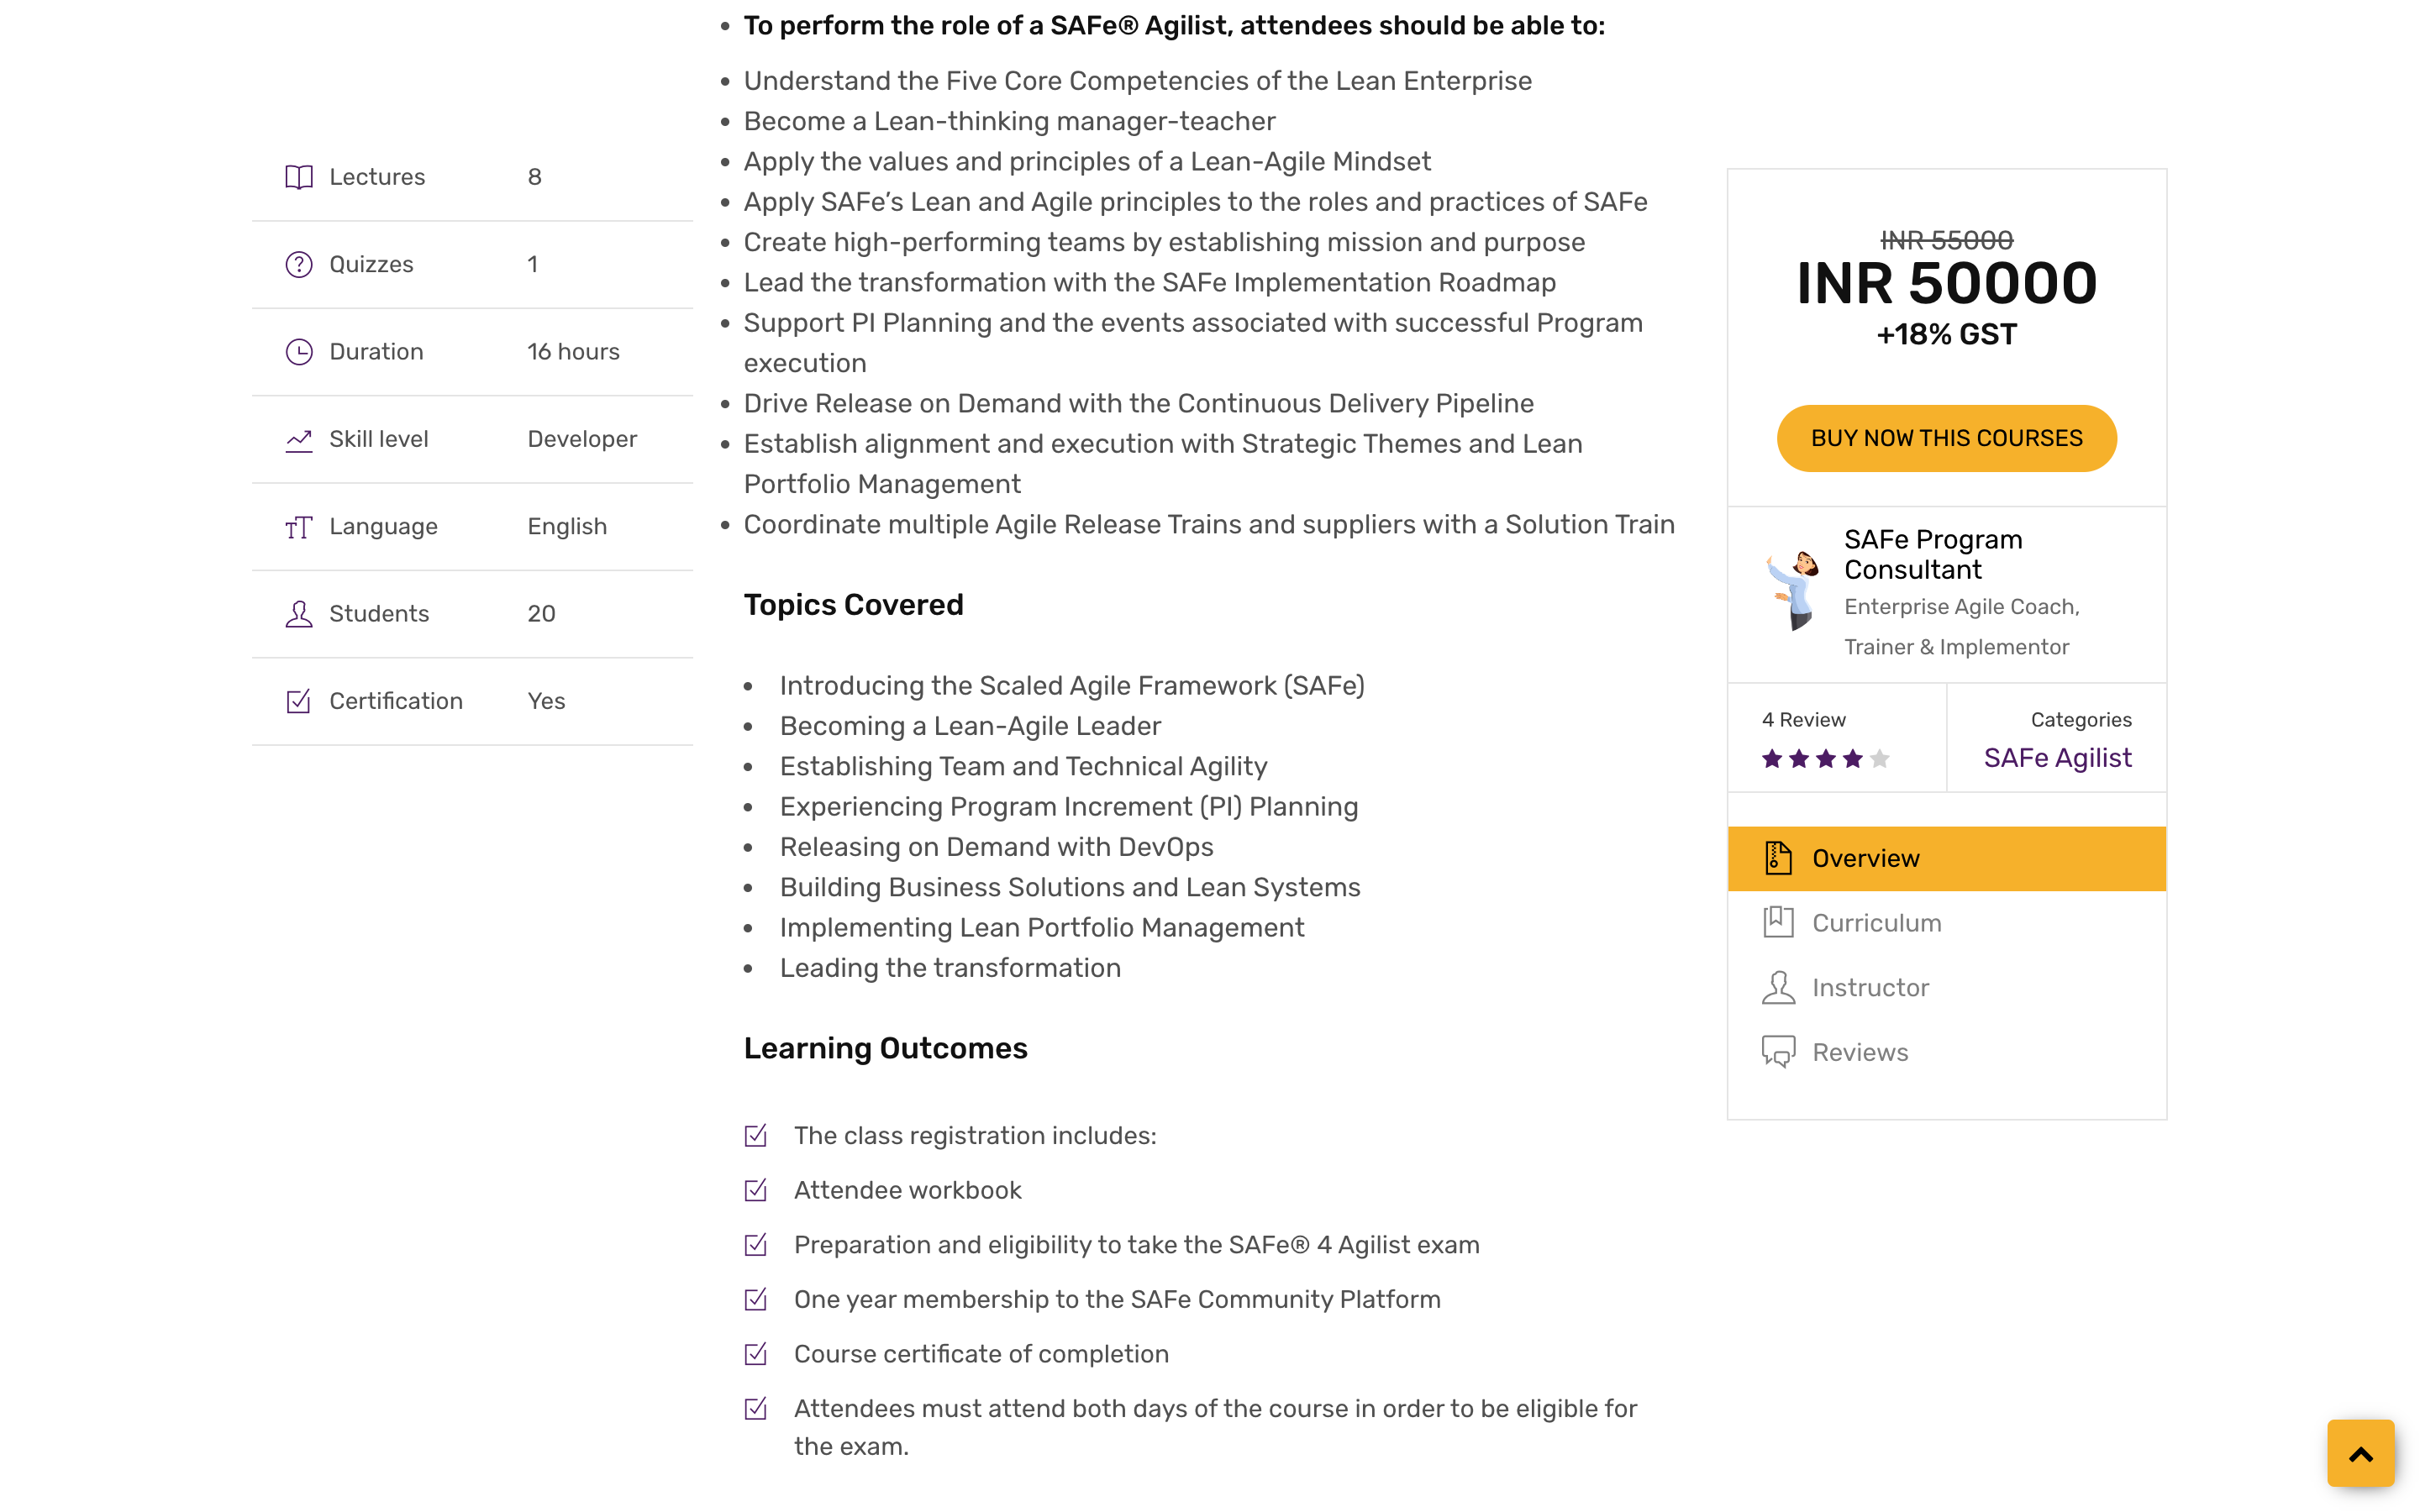 To perform the role of a SAFe® Agilist, attendees should be able to:
Understand the Five Core Competencies of the Lean Enterprise
Become a Lean-thinking manager-teacher
Apply the values and principles of a Lean-Agile Mindset
Apply SAFe’s Lean and Agile principles to the roles and practices of SAFe
Create high-performing teams by establishing mission and purpose
Lead the transformation with the SAFe Implementation Roadmap
Support PI Planning and the events associated with successful Program
execution
Drive Release on Demand with the Continuous Delivery Pipeline
Establish alignment and execution with Strategic Themes and Lean
Portfolio Management
Coordinate multiple Agile Release Trains and suppliers with a Solution Train
Lectures 8
Quizzes 1
Duration 16 hours
Skill level Developer
Language English
Students 20
Certification Yes
Topics Covered
Introducing the Scaled Agile Framework (SAFe)
Becoming a Lean-Agile Leader
Establishing Team and Technical Agility
Experiencing Program Increment (PI) Planning
Releasing on Demand with DevOps
Building Business Solutions and Lean Systems
Implementing Lean Portfolio Management
Leading the transformation
Learning Outcomes
The class registration includes:
Attendee workbook
Preparation and eligibility to take the SAFe® 4 Agilist exam
One year membership to the SAFe Community Platform
Course certificate of completion
Attendees must attend both days of the course in order to be eligible for
the exam.
INR 55000
INR 50000
+18% GST
BUY NOW THIS COURSES
SAFe Program
Consultant
Enterprise Agile Coach,
Trainer & Implementor
4 Review
Categories
SAFe Agilist
Overview
Curriculum
Instructor
Reviews